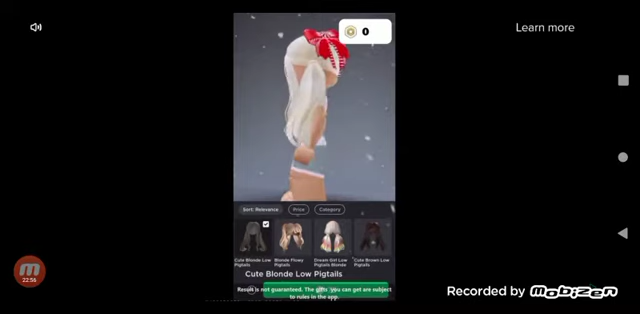 0
Learn more
Sort: Relevance
Price
Category
Cute Blonde Low Pigtails
Blonde Flowy Pigtails
Dream Girl Low Pigtails Blonde
Cute Brown Low Pigtails
Cute Blonde Low Pigtails
Result is not guaranteed. The gifts you can get are subject
to rules in the app.
22:56
Recorded by Mobizen